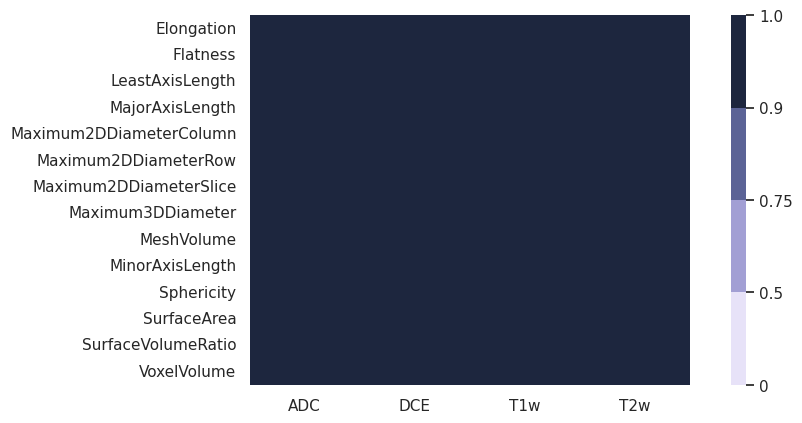 Elongation
Flatness
LeastAxisLength
MajorAxisLength
Maximum2DDiameterColumn
Maximum2DDiameterRow
Maximum2DDiameterSlice
Maximum3DDiameter
MeshVolume
MinorAxisLength
Sphericity
SurfaceArea
SurfaceVolumeRatio
VoxelVolume
ADC DCE T1w T2w
1.0
0.9
0.75
0.5
0